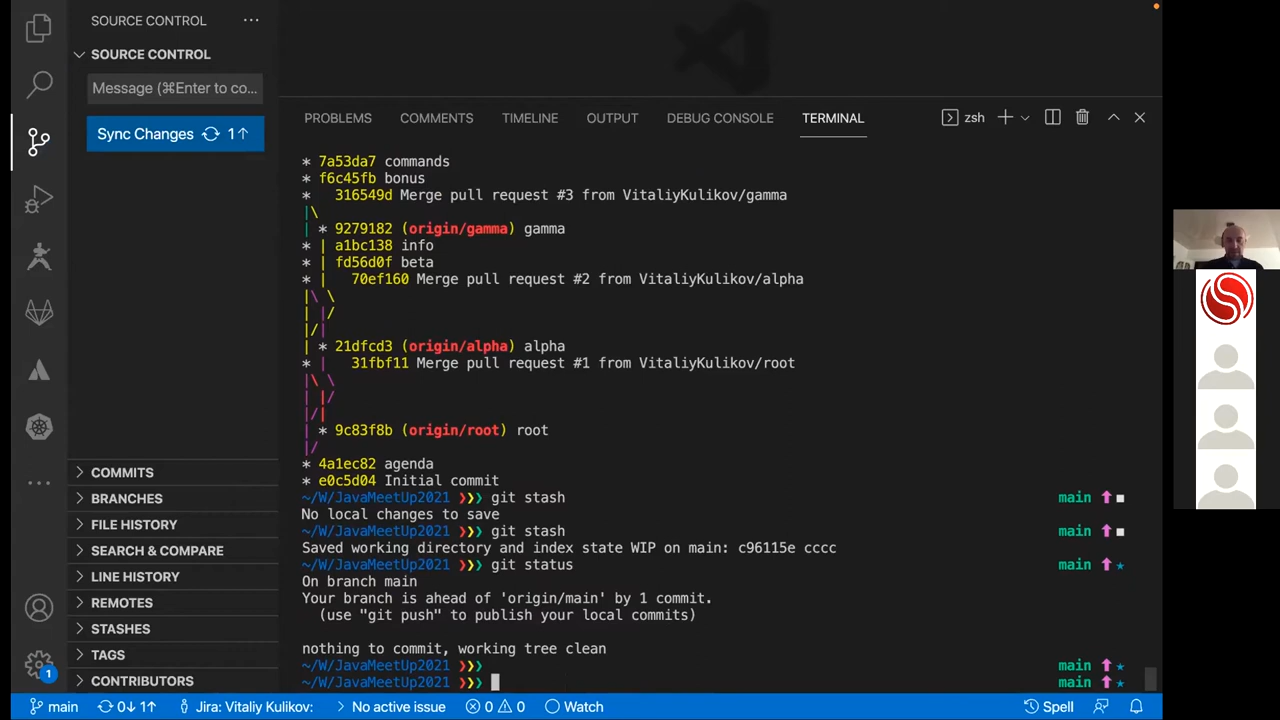 SOURCE CONTROL ···
SOURCE CONTROL
Message (⌘Enter to co...
Sync Changes 1↑
COMMITS
BRANCHES
FILE HISTORY
SEARCH & COMPARE
LINE HISTORY
REMOTES
STASHES
TAGS
CONTRIBUTORS
1
PROBLEMS COMMENTS TIMELINE OUTPUT DEBUG CONSOLE TERMINAL zsh
* 7a53da7 commands
* f6c45fb bonus
*   316549d Merge pull request #3 from VitaliyKulikov/gamma
|\
| * 9279182 (origin/gamma) gamma
* | a1bc138 info
* | fd56d0f beta
* |   70ef160 Merge pull request #2 from VitaliyKulikov/alpha
|\ \
| |/
|/|
| * 21dfcd3 (origin/alpha) alpha
* |   31fbf11 Merge pull request #1 from VitaliyKulikov/root
|\ \
| |/
|/|
| * 9c83f8b (origin/root) root
|/
* 4a1ec82 agenda
* e0c5d04 Initial commit
~/W/JavaMeetUp2021 ❯❯❯ git stash main ⬆ ■
No local changes to save
~/W/JavaMeetUp2021 ❯❯❯ git stash main ⬆ ■
Saved working directory and index state WIP on main: c96115e cccc
~/W/JavaMeetUp2021 ❯❯❯ git status main ⬆ ★
On branch main
Your branch is ahead of 'origin/main' by 1 commit.
  (use "git push" to publish your local commits)
nothing to commit, working tree clean
~/W/JavaMeetUp2021 ❯❯❯ main ⬆ ★
~/W/JavaMeetUp2021 ❯❯❯ main ⬆ ★
main 0↓ 1↑ Jira: Vitaliy Kulikov: No active issue 0 0 Watch Spell